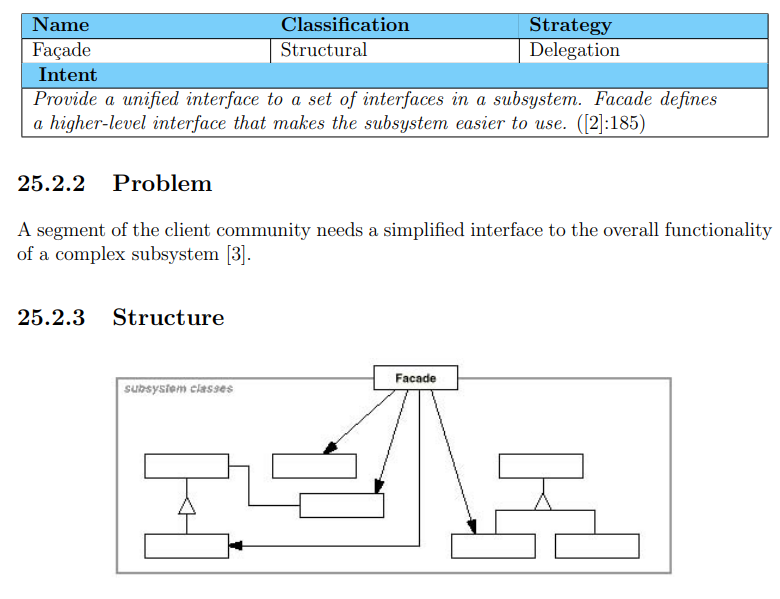 Name Classification Strategy
Façade Structural Delegation
Intent
Provide a unified interface to a set of interfaces in a subsystem. Facade defines
a higher-level interface that makes the subsystem easier to use. ([2]:185)
25.2.2 Problem
A segment of the client community needs a simplified interface to the overall functionality
of a complex subsystem [3].
25.2.3 Structure
Facade
subsystem classes